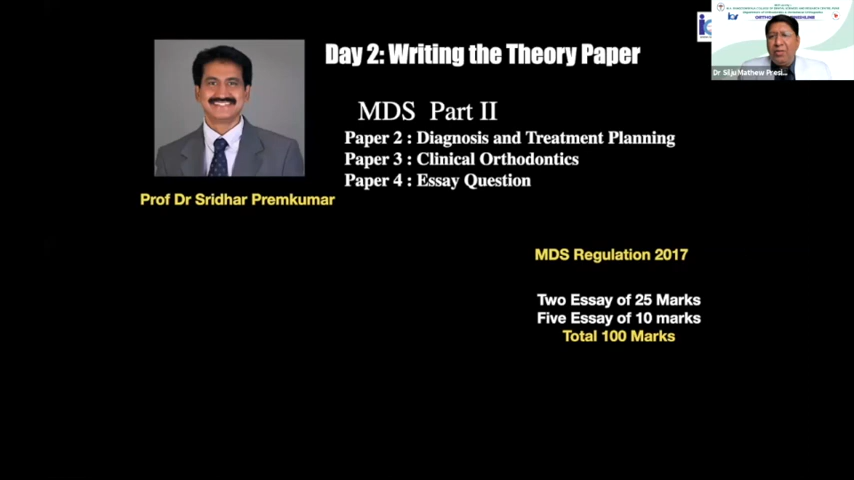 Day 2: Writing the Theory Paper
MDS Part II
Paper 2 : Diagnosis and Treatment Planning
Paper 3 : Clinical Orthodontics
Paper 4 : Essay Question
Prof Dr Sridhar Premkumar
MDS Regulation 2017
Two Essay of 25 Marks
Five Essay of 10 marks
Total 100 Marks
Dr Silju Mathew Presi...